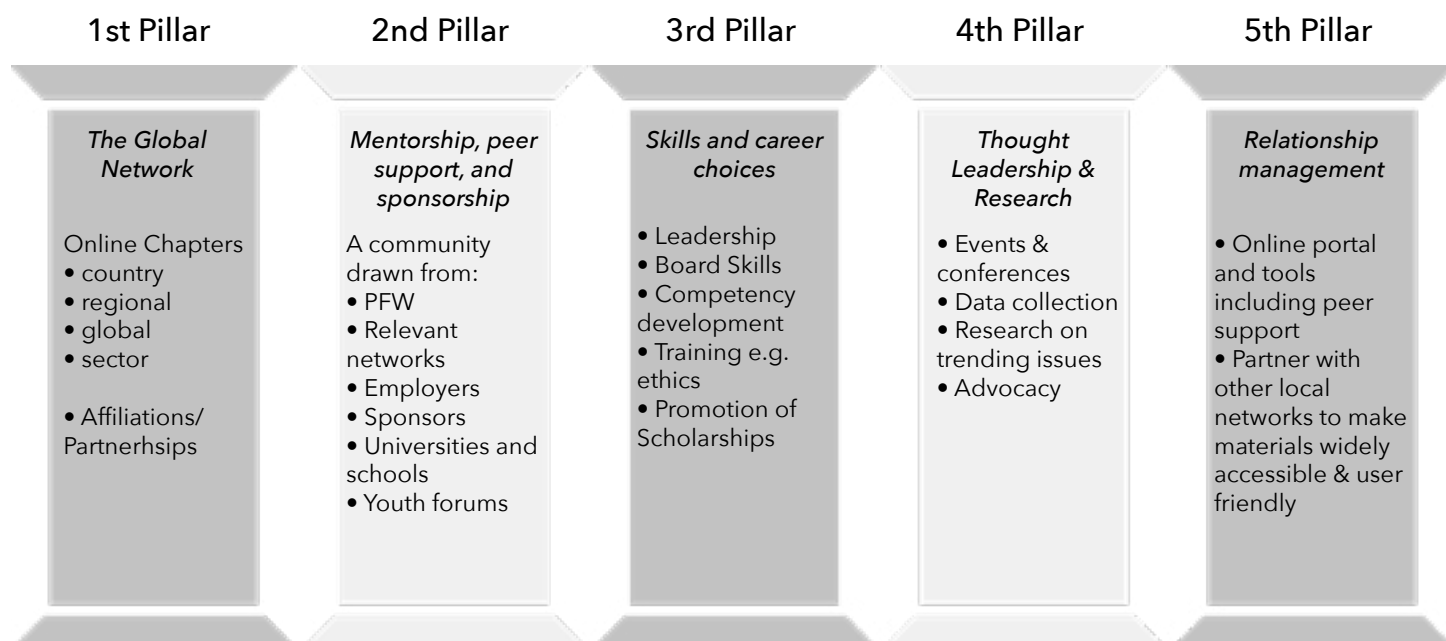 1st Pillar
The Global
Network
Online Chapters
• country
• regional
• global
• sector
• Affiliations/
Partnerhsips
2nd Pillar
Mentorship, peer
support, and
sponsorship
A community
drawn from:
• PFW
• Relevant
networks
• Employers
• Sponsors
• Universities and
schools
• Youth forums
3rd Pillar
Skills and career
choices
• Leadership
• Board Skills
• Competency
development
• Training e.g.
ethics
• Promotion of
Scholarships
4th Pillar
Thought
Leadership &
Research
• Events &
conferences
• Data collection
• Research on
trending issues
• Advocacy
5th Pillar
Relationship
management
• Online portal
and tools
including peer
support
• Partner with
other local
networks to make
materials widely
accessible & user
friendly